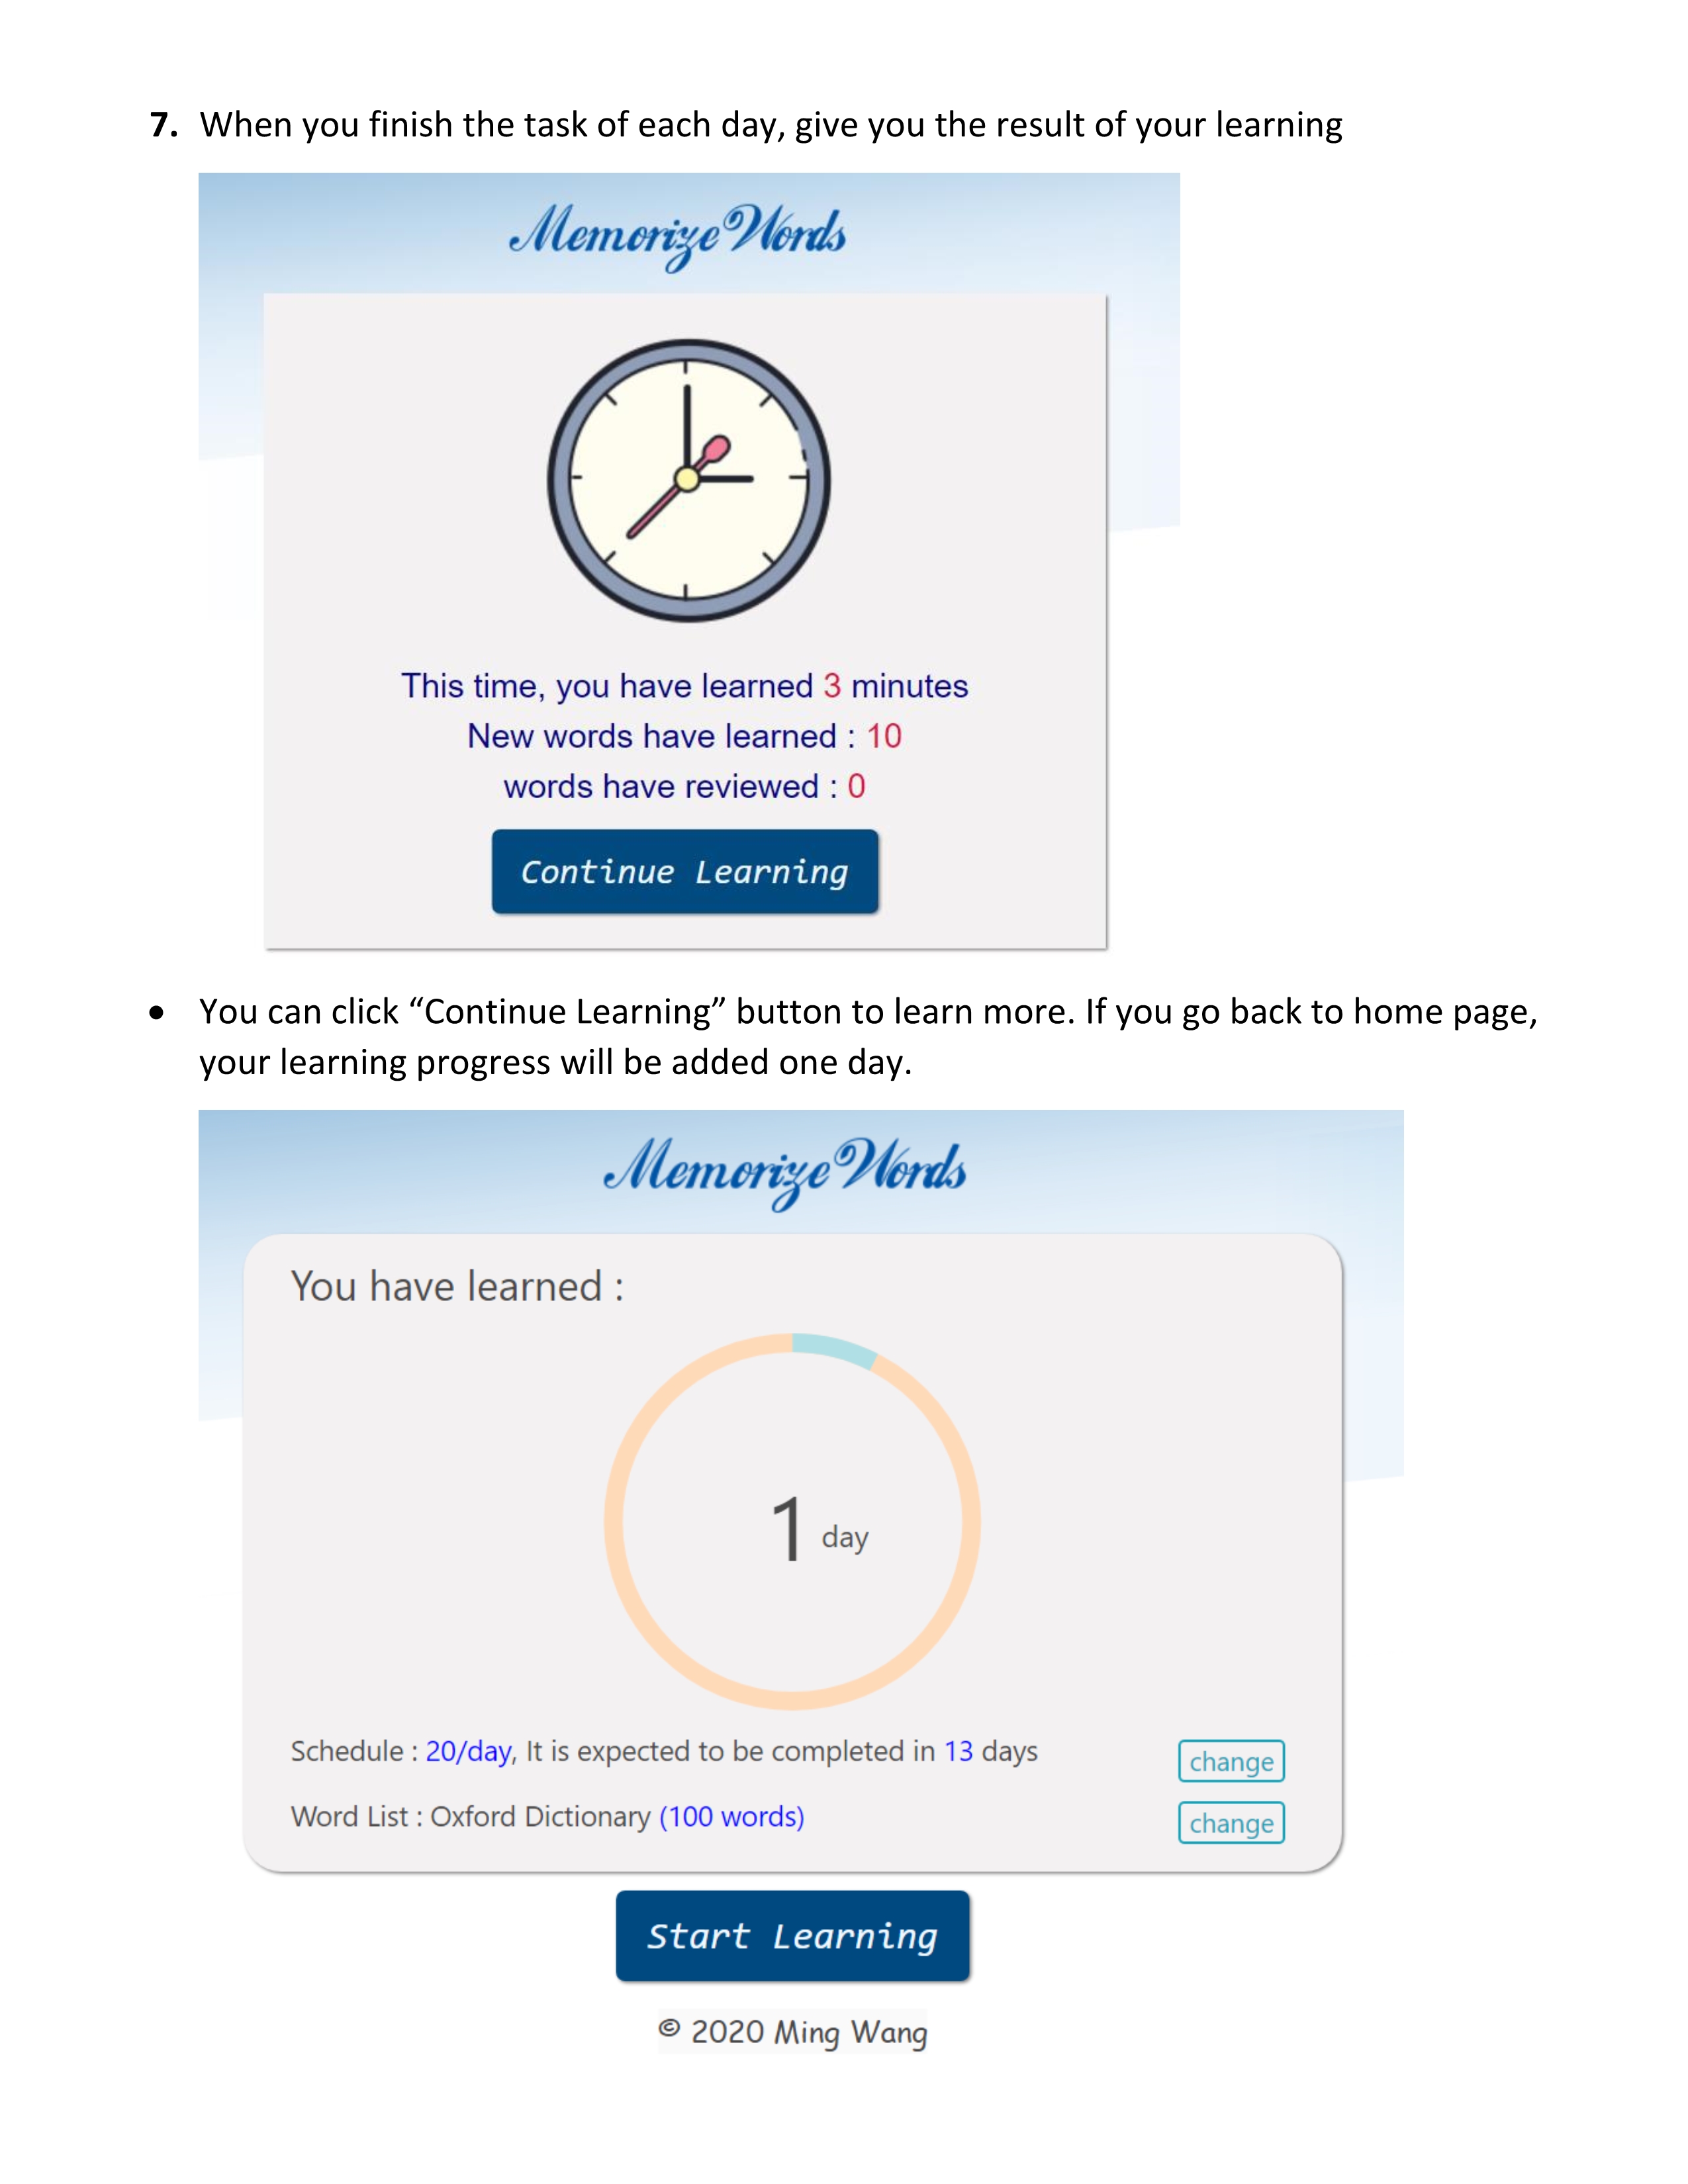 7. When you finish the task of each day, give you the result of your learning
Memorize Words
This time, you have learned 3 minutes
New words have learned : 10
words have reviewed : 0
Continue Learning
• You can click “Continue Learning” button to learn more. If you go back to home page,
your learning progress will be added one day.
Memorize Words
You have learned :
1 day
Schedule : 20/day, It is expected to be completed in 13 days
change
Word List : Oxford Dictionary (100 words)
change
Start Learning
© 2020 Ming Wang